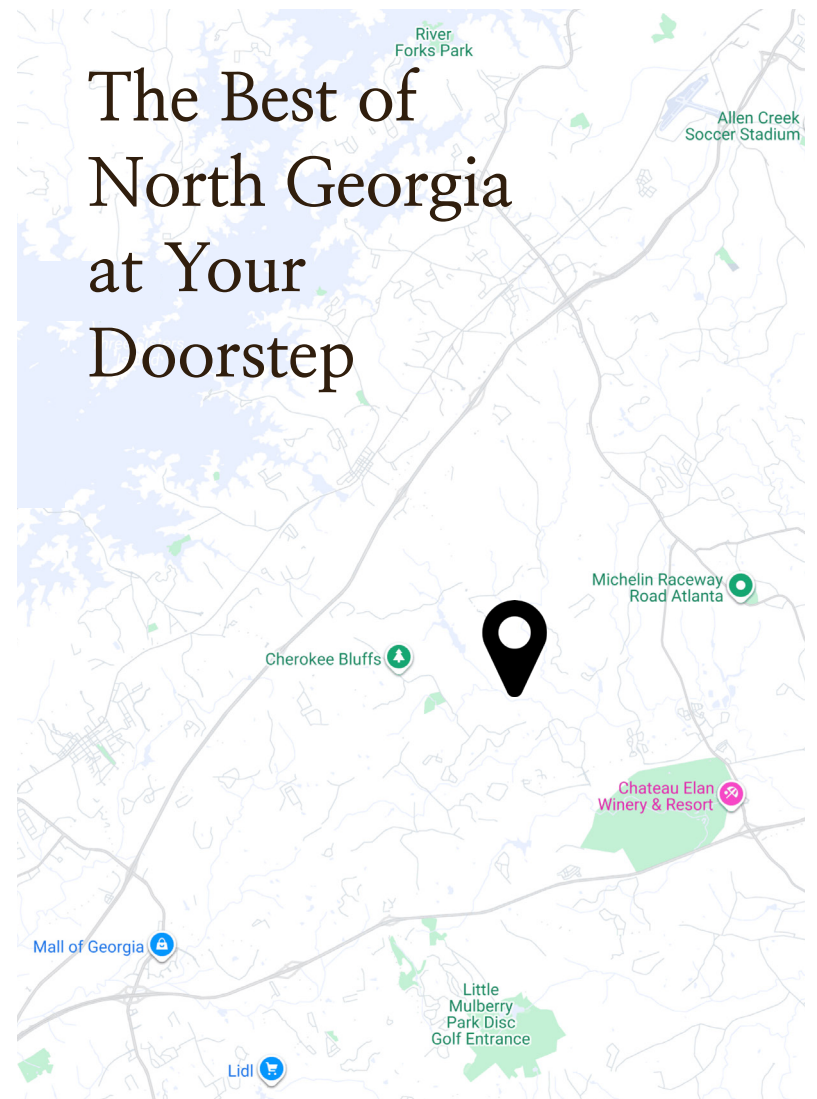 River
Forks Park
The Best of
North Georgia
at Your
Doorstep
Allen Creek
Soccer Stadium
Michelin Raceway
Road Atlanta
Cherokee Bluffs
Chateau Elan
Winery & Resort
Mall of Georgia
Little
Mulberry
Park Disc
Golf Entrance
Lidl